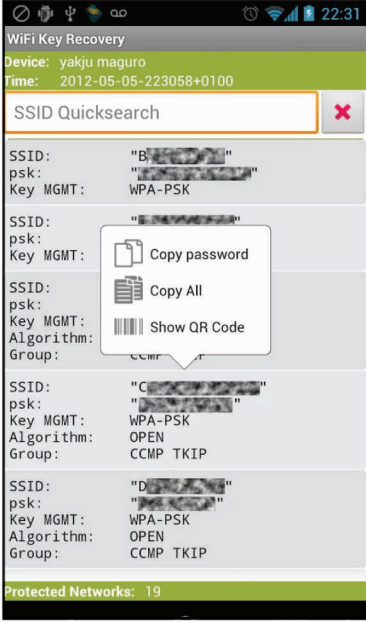 22:31
WiFi Key Recovery
Device: yakju maguro
Time: 2012-05-05-223058+0100
SSID Quicksearch
SSID: "B "
psk: " "
Key MGMT: WPA-PSK
SSID: " "
psk:
Key MGMT:
Copy password
Copy All
Show QR Code
SSID:
psk:
Key MGMT:
Algorithm:
Group:
SSID: "C "
psk: " "
Key MGMT: WPA-PSK
Algorithm: OPEN
Group: CCMP TKIP
SSID: "D "
psk: " "
Key MGMT: WPA-PSK
Algorithm: OPEN
Group: CCMP TKIP
Protected Networks: 19